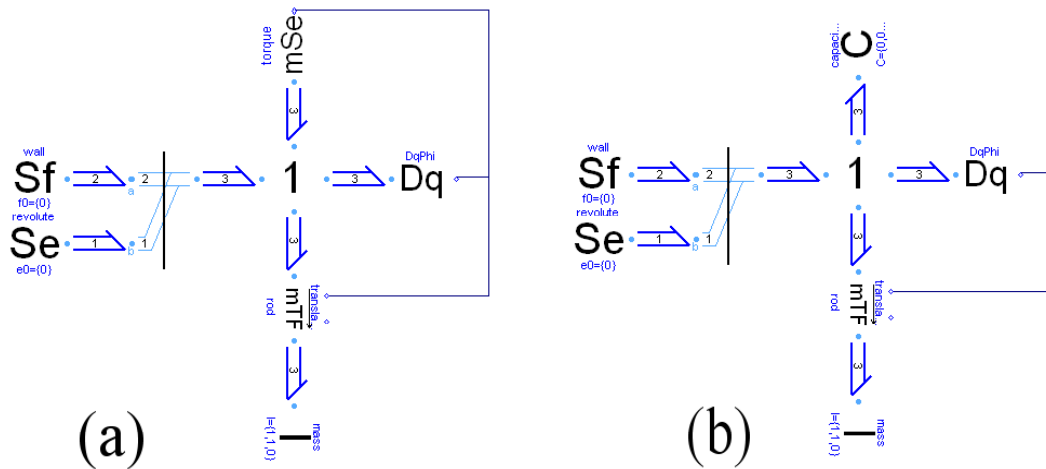 torque
mSe
3
wall
Sf
f0={0}
2
a
2
3
1
3
DqPhi
Dq
revolute
Se
e0={0}
1
b
1
3
rod
mTF
transla...
3
I={1,1,0}
mass
(a)
capaci...
C
C={0,0...
3
wall
Sf
f0={0}
2
a
2
3
1
3
DqPhi
Dq
revolute
Se
e0={0}
1
b
1
3
rod
mTF
transla...
3
I={1,1,0}
mass
(b)